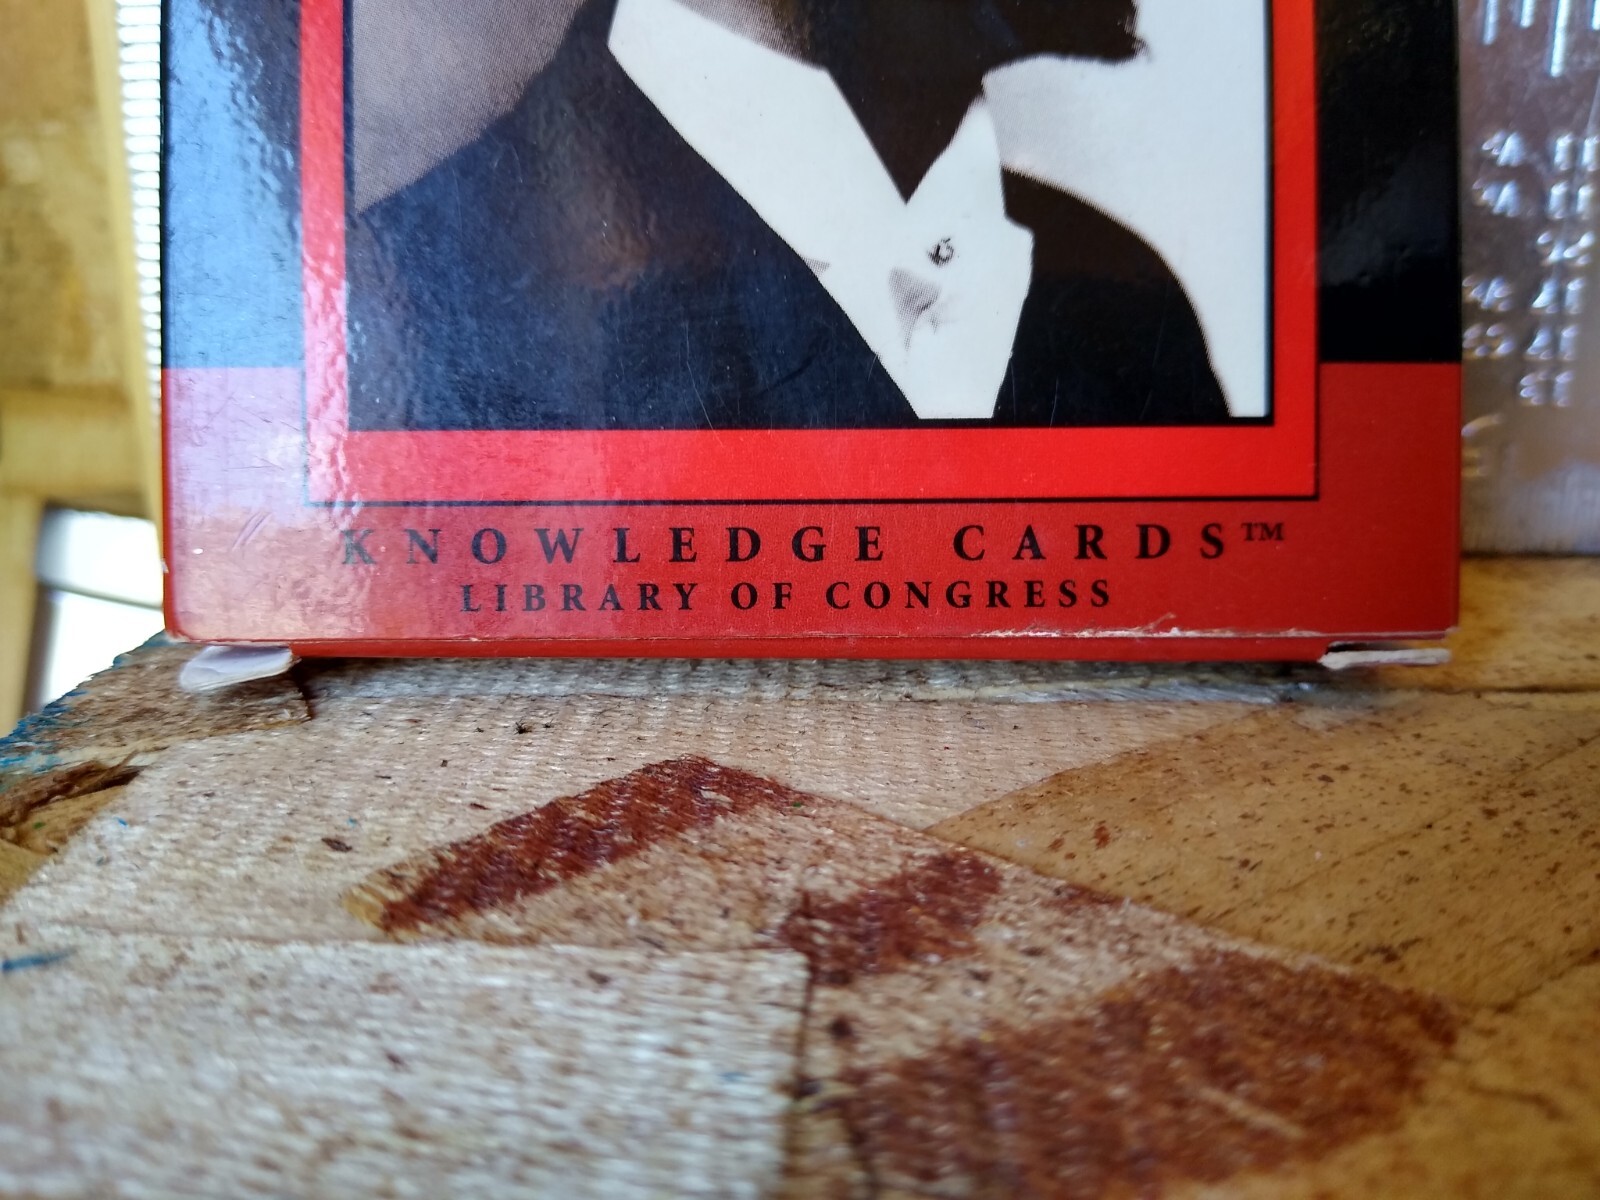 KNOWLEDGE CARDS™
LIBRARY OF CONGRESS